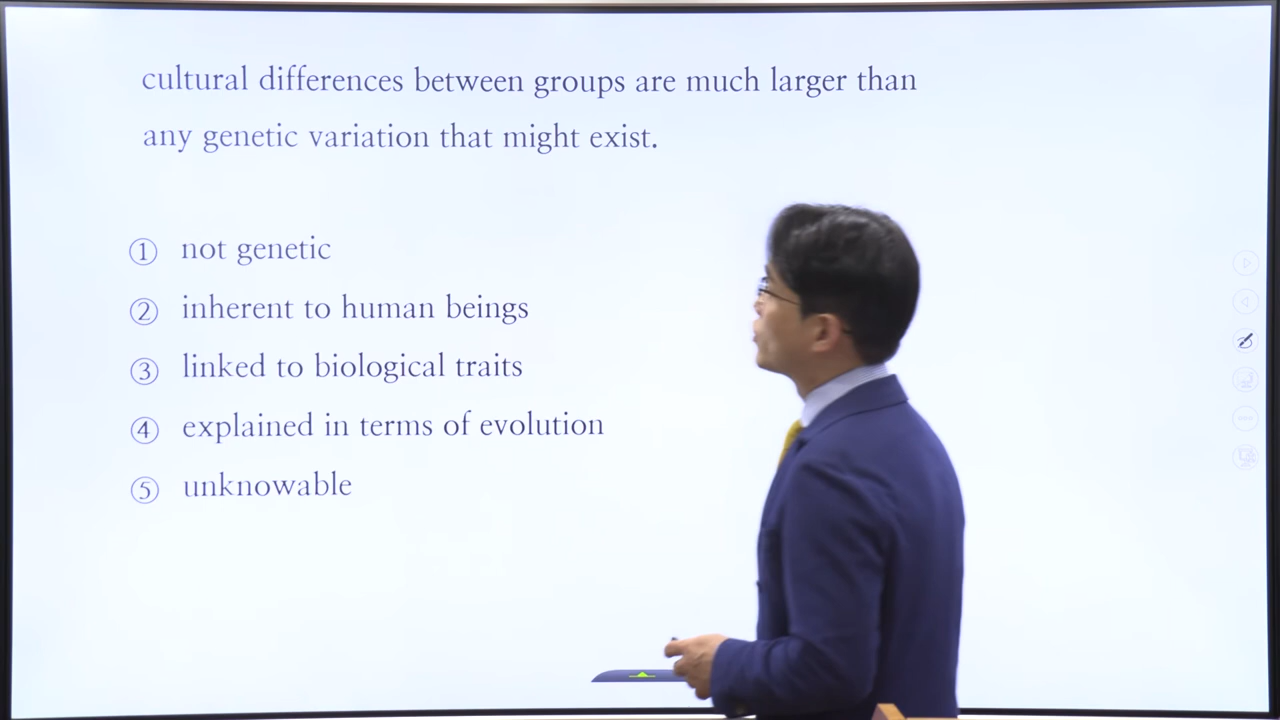 cultural differences between groups are much larger than
any genetic variation that might exist.
① not genetic
② inherent to human beings
③ linked to biological traits
④ explained in terms of evolution
⑤ unknowable